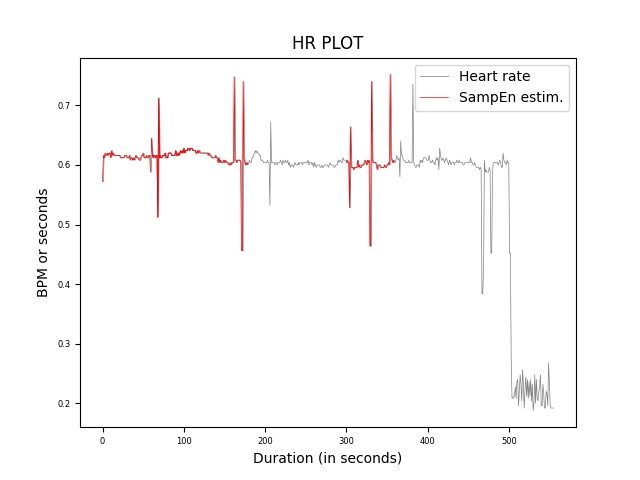 HR PLOT
Heart rate
SampEn estim.
BPM or seconds
0.7
0.6
0.5
0.4
0.3
0.2
0
100
200
300
400
500
Duration (in seconds)